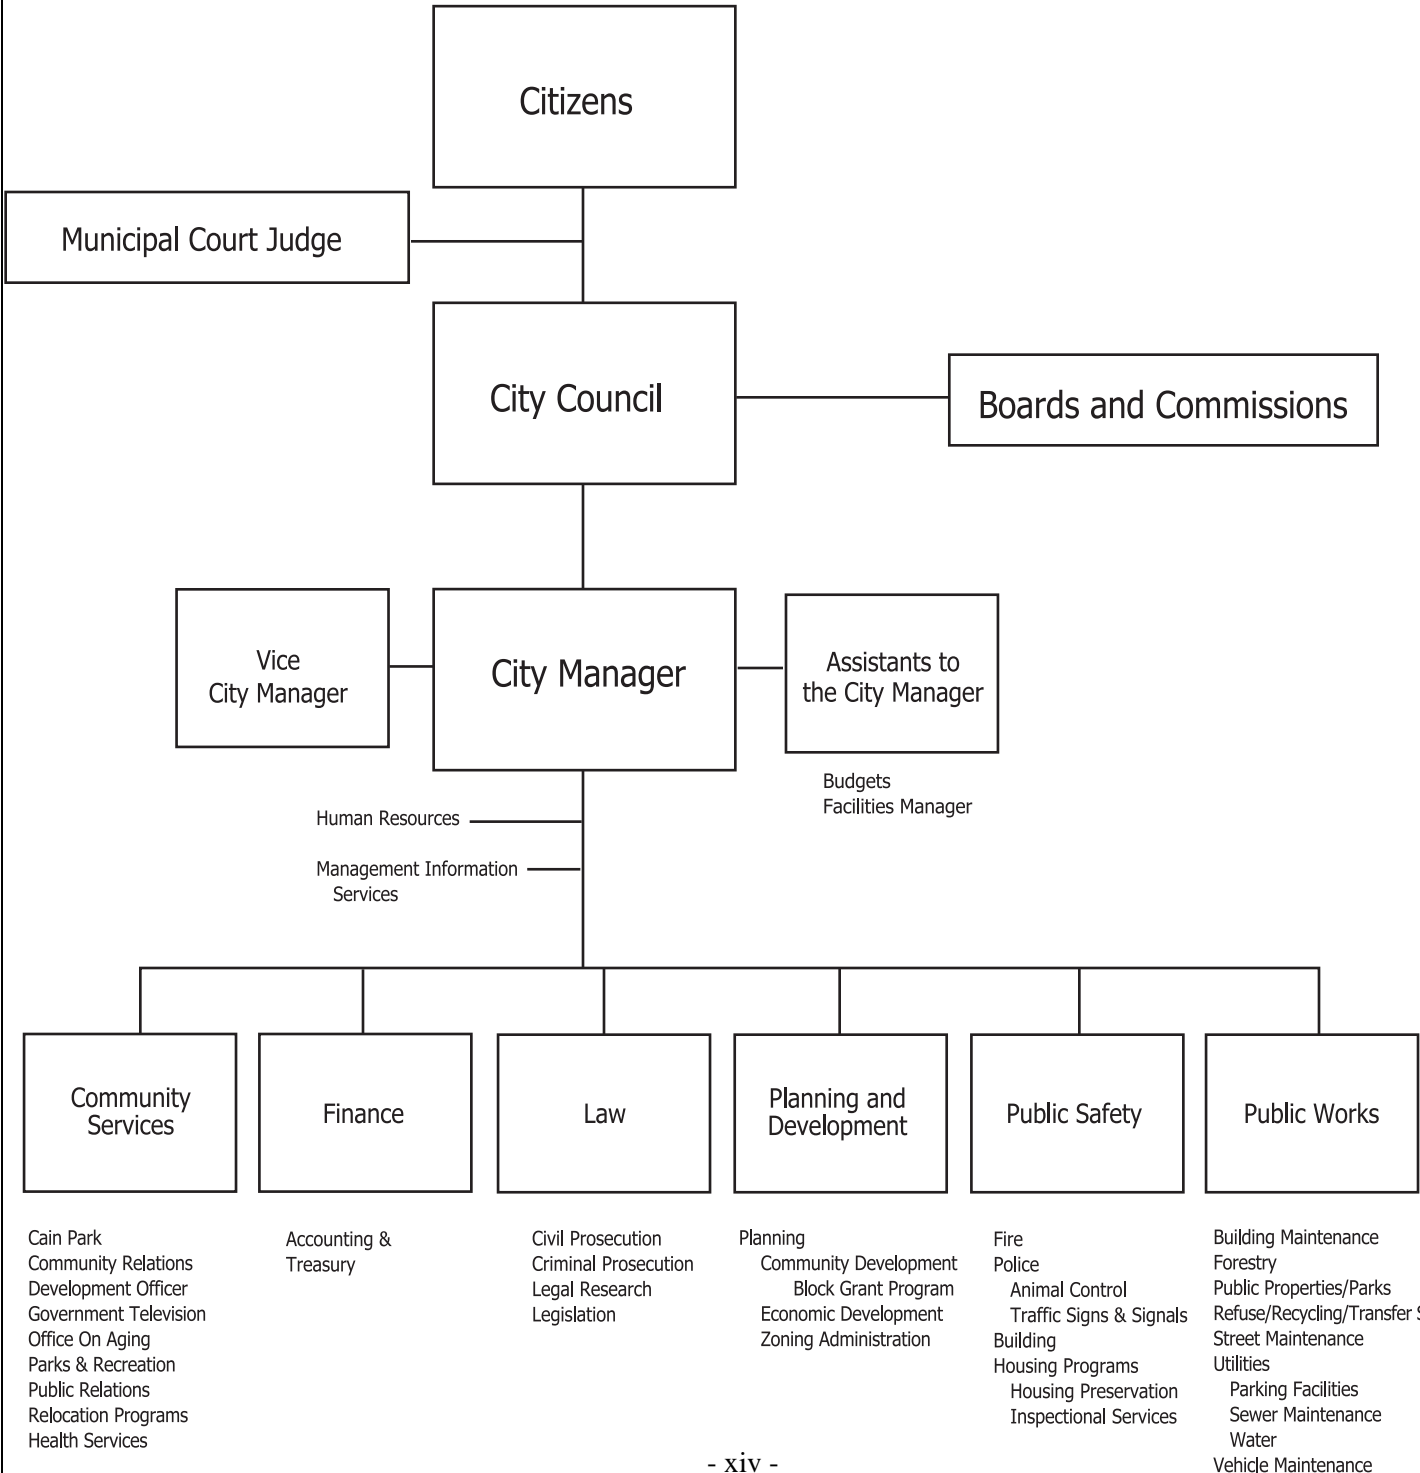 Citizens
Municipal Court Judge
City Council
Boards and Commissions
Vice
City Manager
City Manager
Assistants to
the City Manager
Budgets
Facilities Manager
Human Resources
Management Information
Services
Community
Services
Finance
Law
Planning and
Development
Public Safety
Public Works
Cain Park
Community Relations
Development Officer
Government Television
Office On Aging
Parks & Recreation
Public Relations
Relocation Programs
Health Services
Accounting &
Treasury
Civil Prosecution
Criminal Prosecution
Legal Research
Legislation
Planning
Community Development
Block Grant Program
Economic Development
Zoning Administration
Fire
Police
Animal Control
Traffic Signs & Signals
Building
Housing Programs
Housing Preservation
Inspectional Services
Building Maintenance
Forestry
Public Properties/Parks
Refuse/Recycling/Transfer
Street Maintenance
Utilities
Parking Facilities
Sewer Maintenance
Water
Vehicle Maintenance
- xiv -